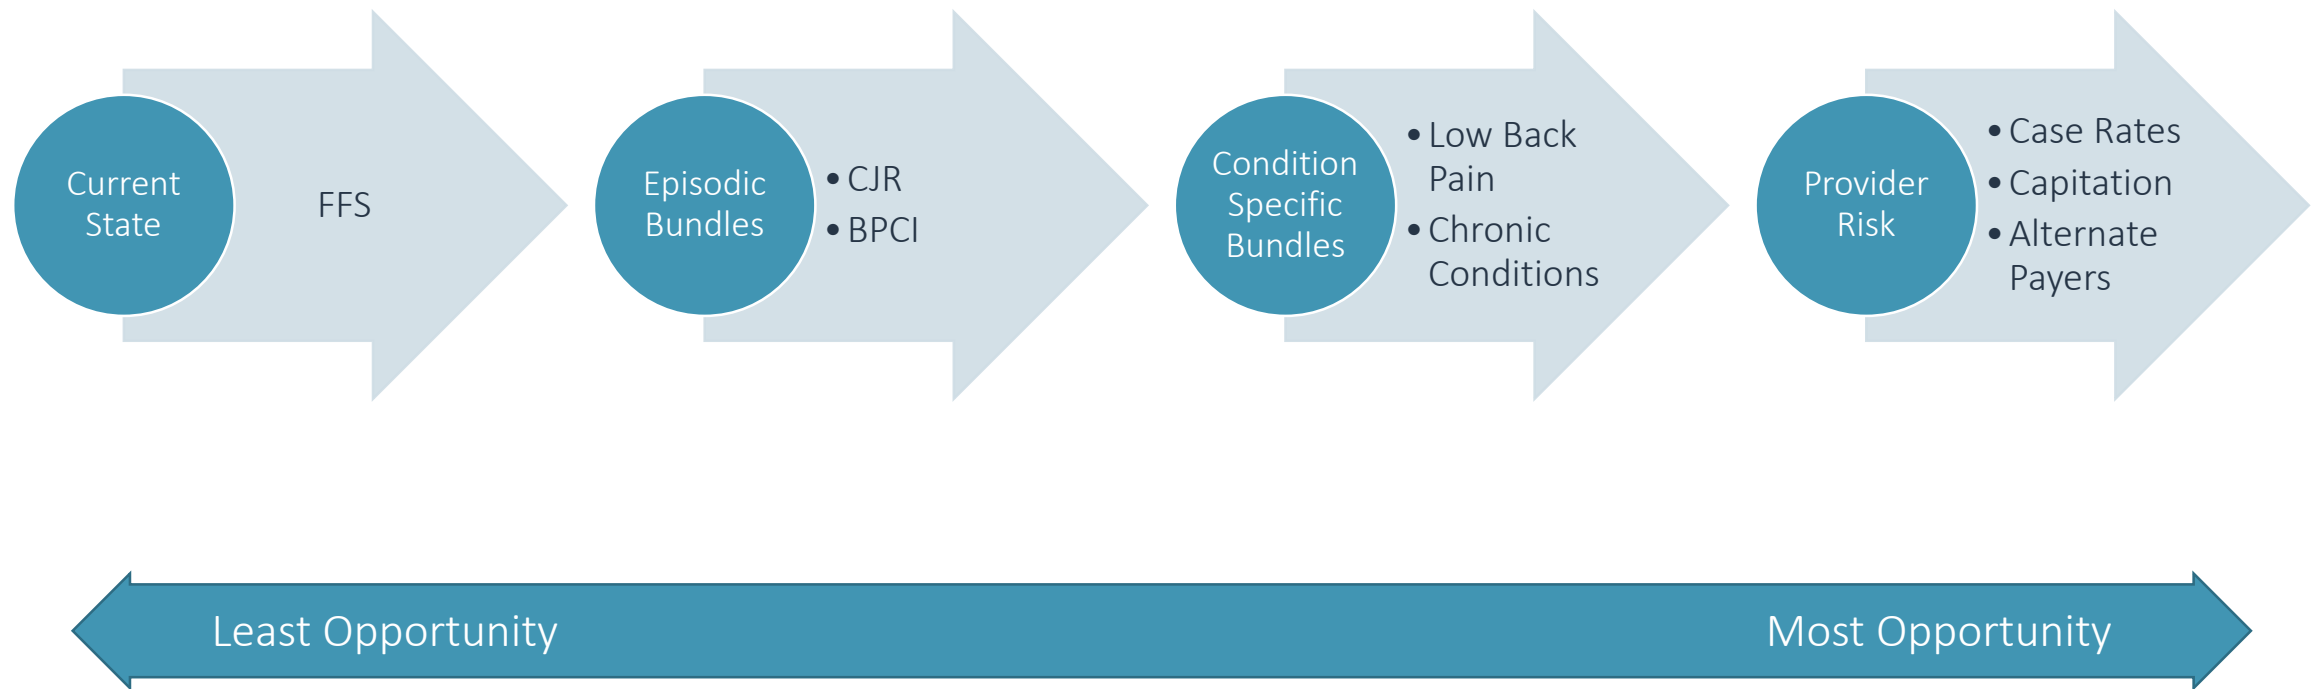 Current
State
FFS
Episodic
Bundles
• CJR
• BPCI
Condition
Specific
Bundles
• Low Back
Pain
• Chronic
Conditions
Provider
Risk
• Case Rates
• Capitation
• Alternate
Payers
Least Opportunity
Most Opportunity